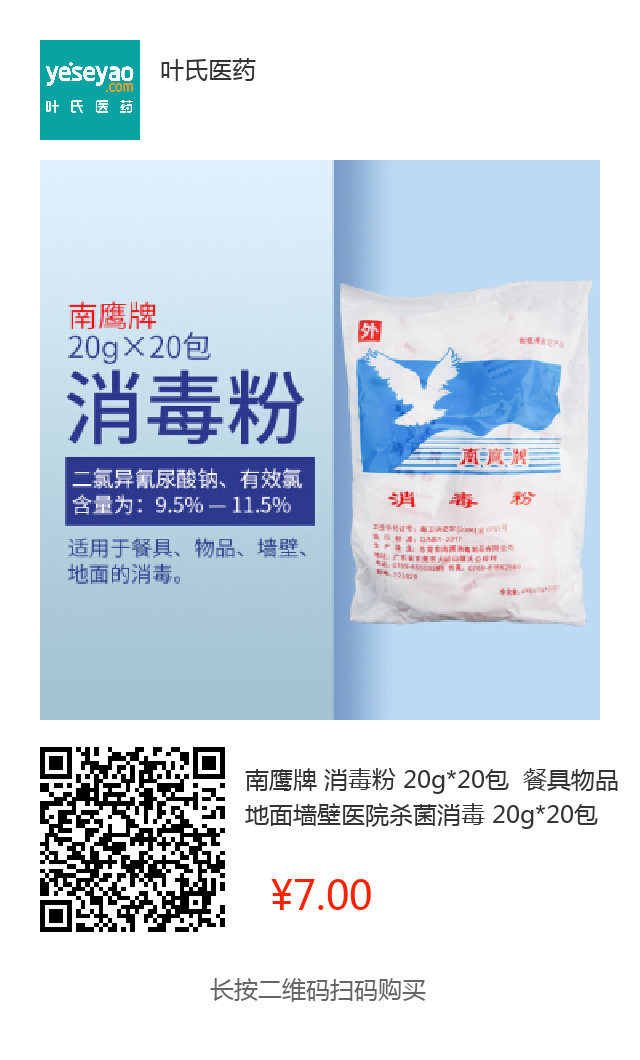 yeseyao
.com
叶氏医药
叶氏医药
南鹰牌
20g×20包
消毒粉
二氯异氰尿酸钠、有效氯
含量为：9.5% — 11.5%
适用于餐具、物品、墙壁、
地面的消毒。
外
南鹰牌
消毒粉
南鹰牌 消毒粉 20g*20包 餐具物品
地面墙壁医院杀菌消毒 20g*20包
¥7.00
长按二维码扫码购买